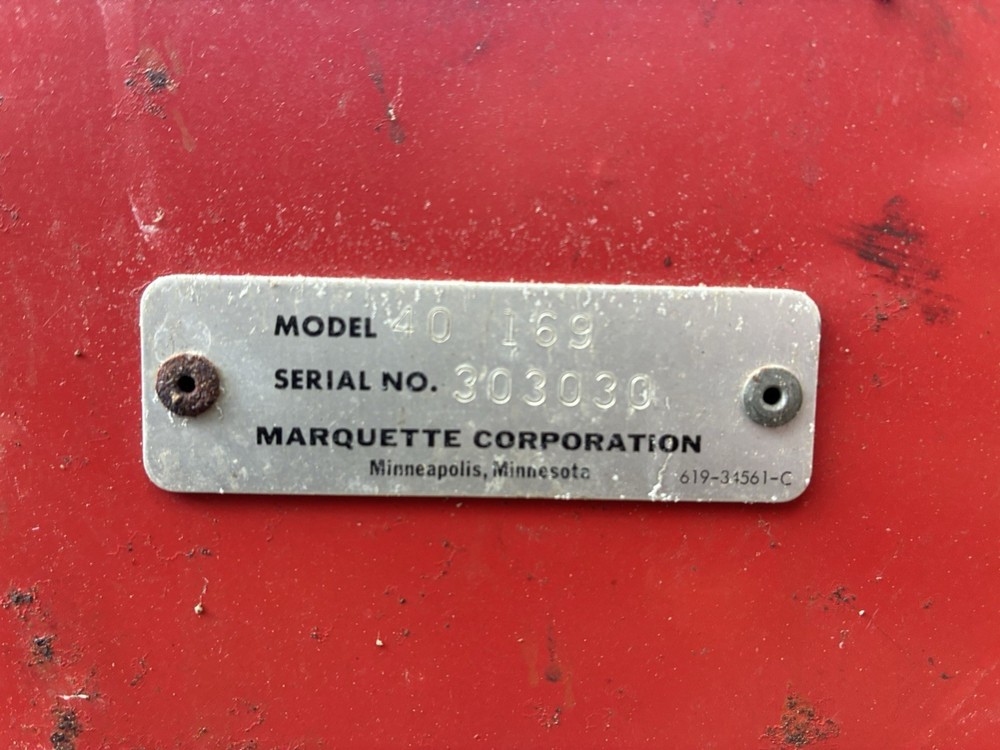 MODEL 40 169
SERIAL NO. 303030
MARQUETTE CORPORATION
Minneapolis, Minnesota
619-34561-C